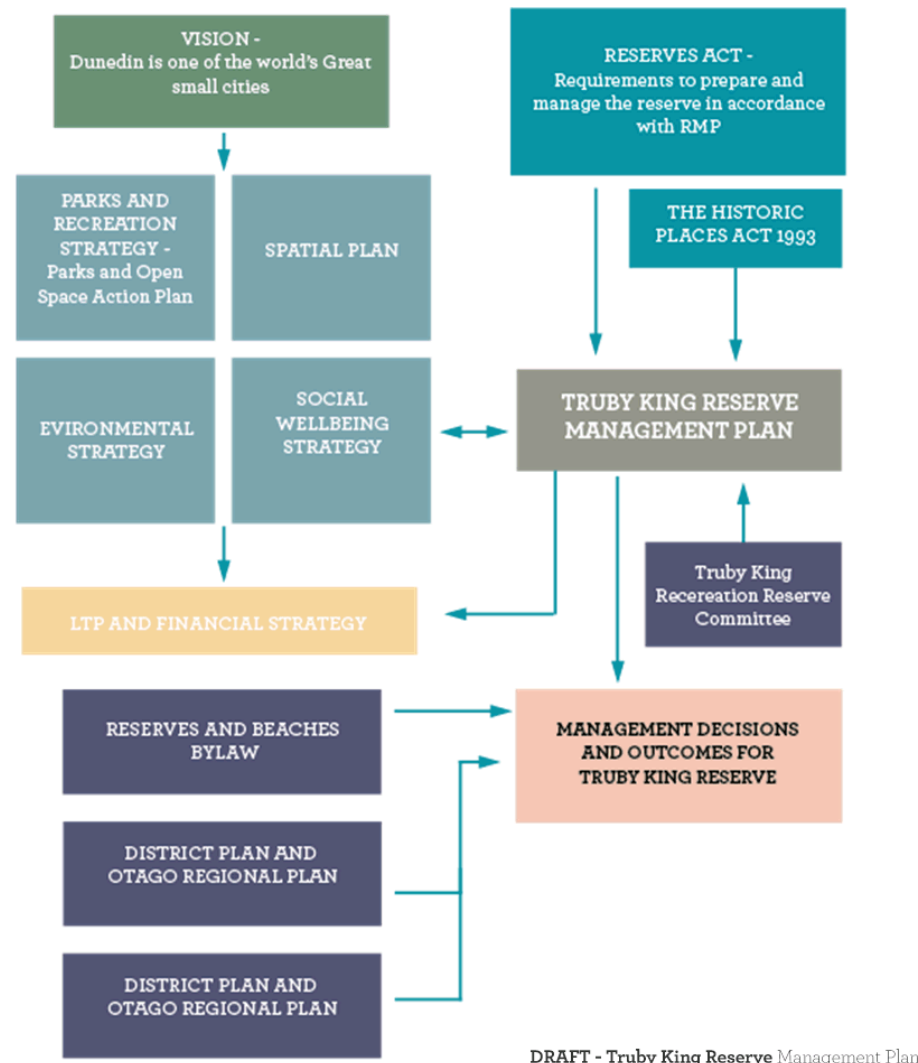 VISION -
Dunedin is one of the world's Great
small cities
RESERVES ACT -
Requirements to prepare and
manage the reserve in accordance
with RMP
PARKS AND
RECREATION
STRATEGY -
Parks and Open
Space Action Plan
SPATIAL PLAN
THE HISTORIC
PLACES ACT 1993
EVIRONMENTAL
STRATEGY
SOCIAL
WELLBEING
STRATEGY
TRUBY KING RESERVE
MANAGEMENT PLAN
Truby King
Recereation Reserve
Committee
LTP AND FINANCIAL STRATEGY
RESERVES AND BEACHES
BYLAW
MANAGEMENT DECISIONS
AND OUTCOMES FOR
TRUBY KING RESERVE
DISTRICT PLAN AND
OTAGO REGIONAL PLAN
DISTRICT PLAN AND
OTAGO REGIONAL PLAN
DRAFT - Truby King Reserve Management Plan